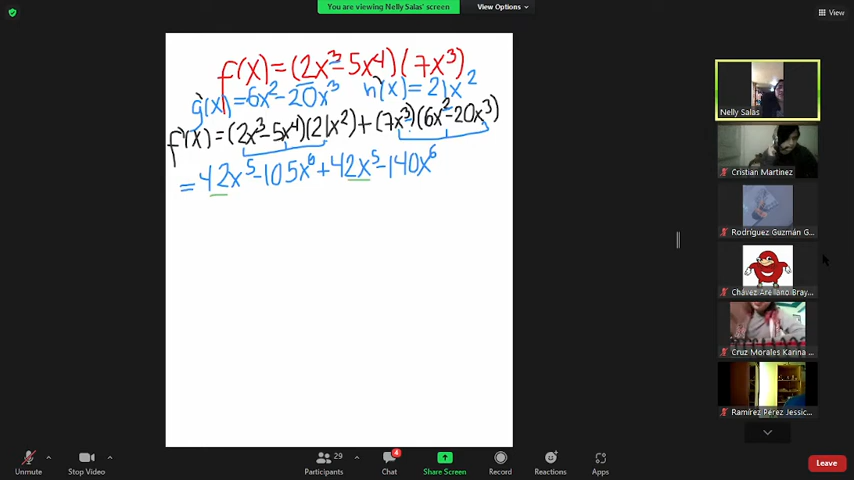 You are viewing Nelly Salas' screen
View Options
View
f(x)=(2x³-5x⁴)(7x³)
g'(x)=6x²-20x³ h'(x)=21x²
f'(x)=(2x³-5x⁴)(21x²)+(7x³)(6x²-20x³)
=42x⁵-105x⁶+42x⁵-140x⁶
Nelly Salas
Cristian Martinez
Rodríguez Guzmán G...
Chávez Arellano Bray...
Cruz Morales Karina ...
Ramírez Pérez Jessic...
29
4
Unmute
Stop Video
Participants
Chat
Share Screen
Record
Reactions
Apps
Leave